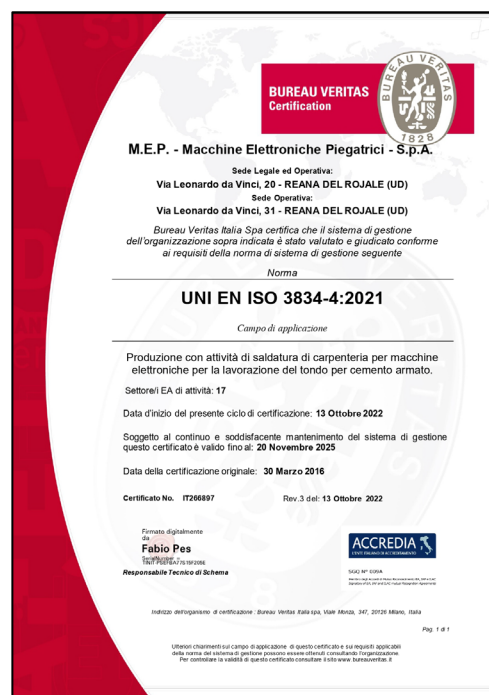 BUREAU VERITAS
Certification
BUREAU VERITAS
1828
M.E.P. - Macchine Elettroniche Piegatrici - S.p.A.
Sede Legale ed Operativa:
Via Leonardo da Vinci, 20 - REANA DEL ROJALE (UD)
Sede Operativa:
Via Leonardo da Vinci, 31 - REANA DEL ROJALE (UD)
Bureau Veritas Italia Spa certifica che il sistema di gestione
dell'organizzazione sopra indicata è stato valutato e giudicato conforme
ai requisiti della norma di sistema di gestione seguente
Norma
UNI EN ISO 3834-4:2021
Campo di applicazione
Produzione con attività di saldatura di carpenteria per macchine
elettroniche per la lavorazione del tondo per cemento armato.
Settore/i EA di attività: 17
Data d'inizio del presente ciclo di certificazione: 13 Ottobre 2022
Soggetto al continuo e soddisfacente mantenimento del sistema di gestione
questo certificato è valido fino al: 20 Novembre 2025
Data della certificazione originale: 30 Marzo 2016
Certificato No. IT266897 Rev.3 del: 13 Ottobre 2022
Firmato digitalmente
da
Fabio Pes
SerialNumber =
Responsabile Tecnico di Schema
ACCREDIA
L'ENTE ITALIANO DI ACCREDITAMENTO
SGQ N° 009A
Indirizzo dell'organismo di certificazione : Bureau Veritas Italia spa, Viale Monza, 347, 20126 Milano, Italia
Pag. 1 di 1
Ulteriori chiarimenti sul campo di applicazione di questo certificato e sui requisiti applicabili
della norma del sistema di gestione possono essere ottenuti consultando l'organizzazione.
Per controllare la validità di questo certificato consultare il sito www.bureauveritas.it